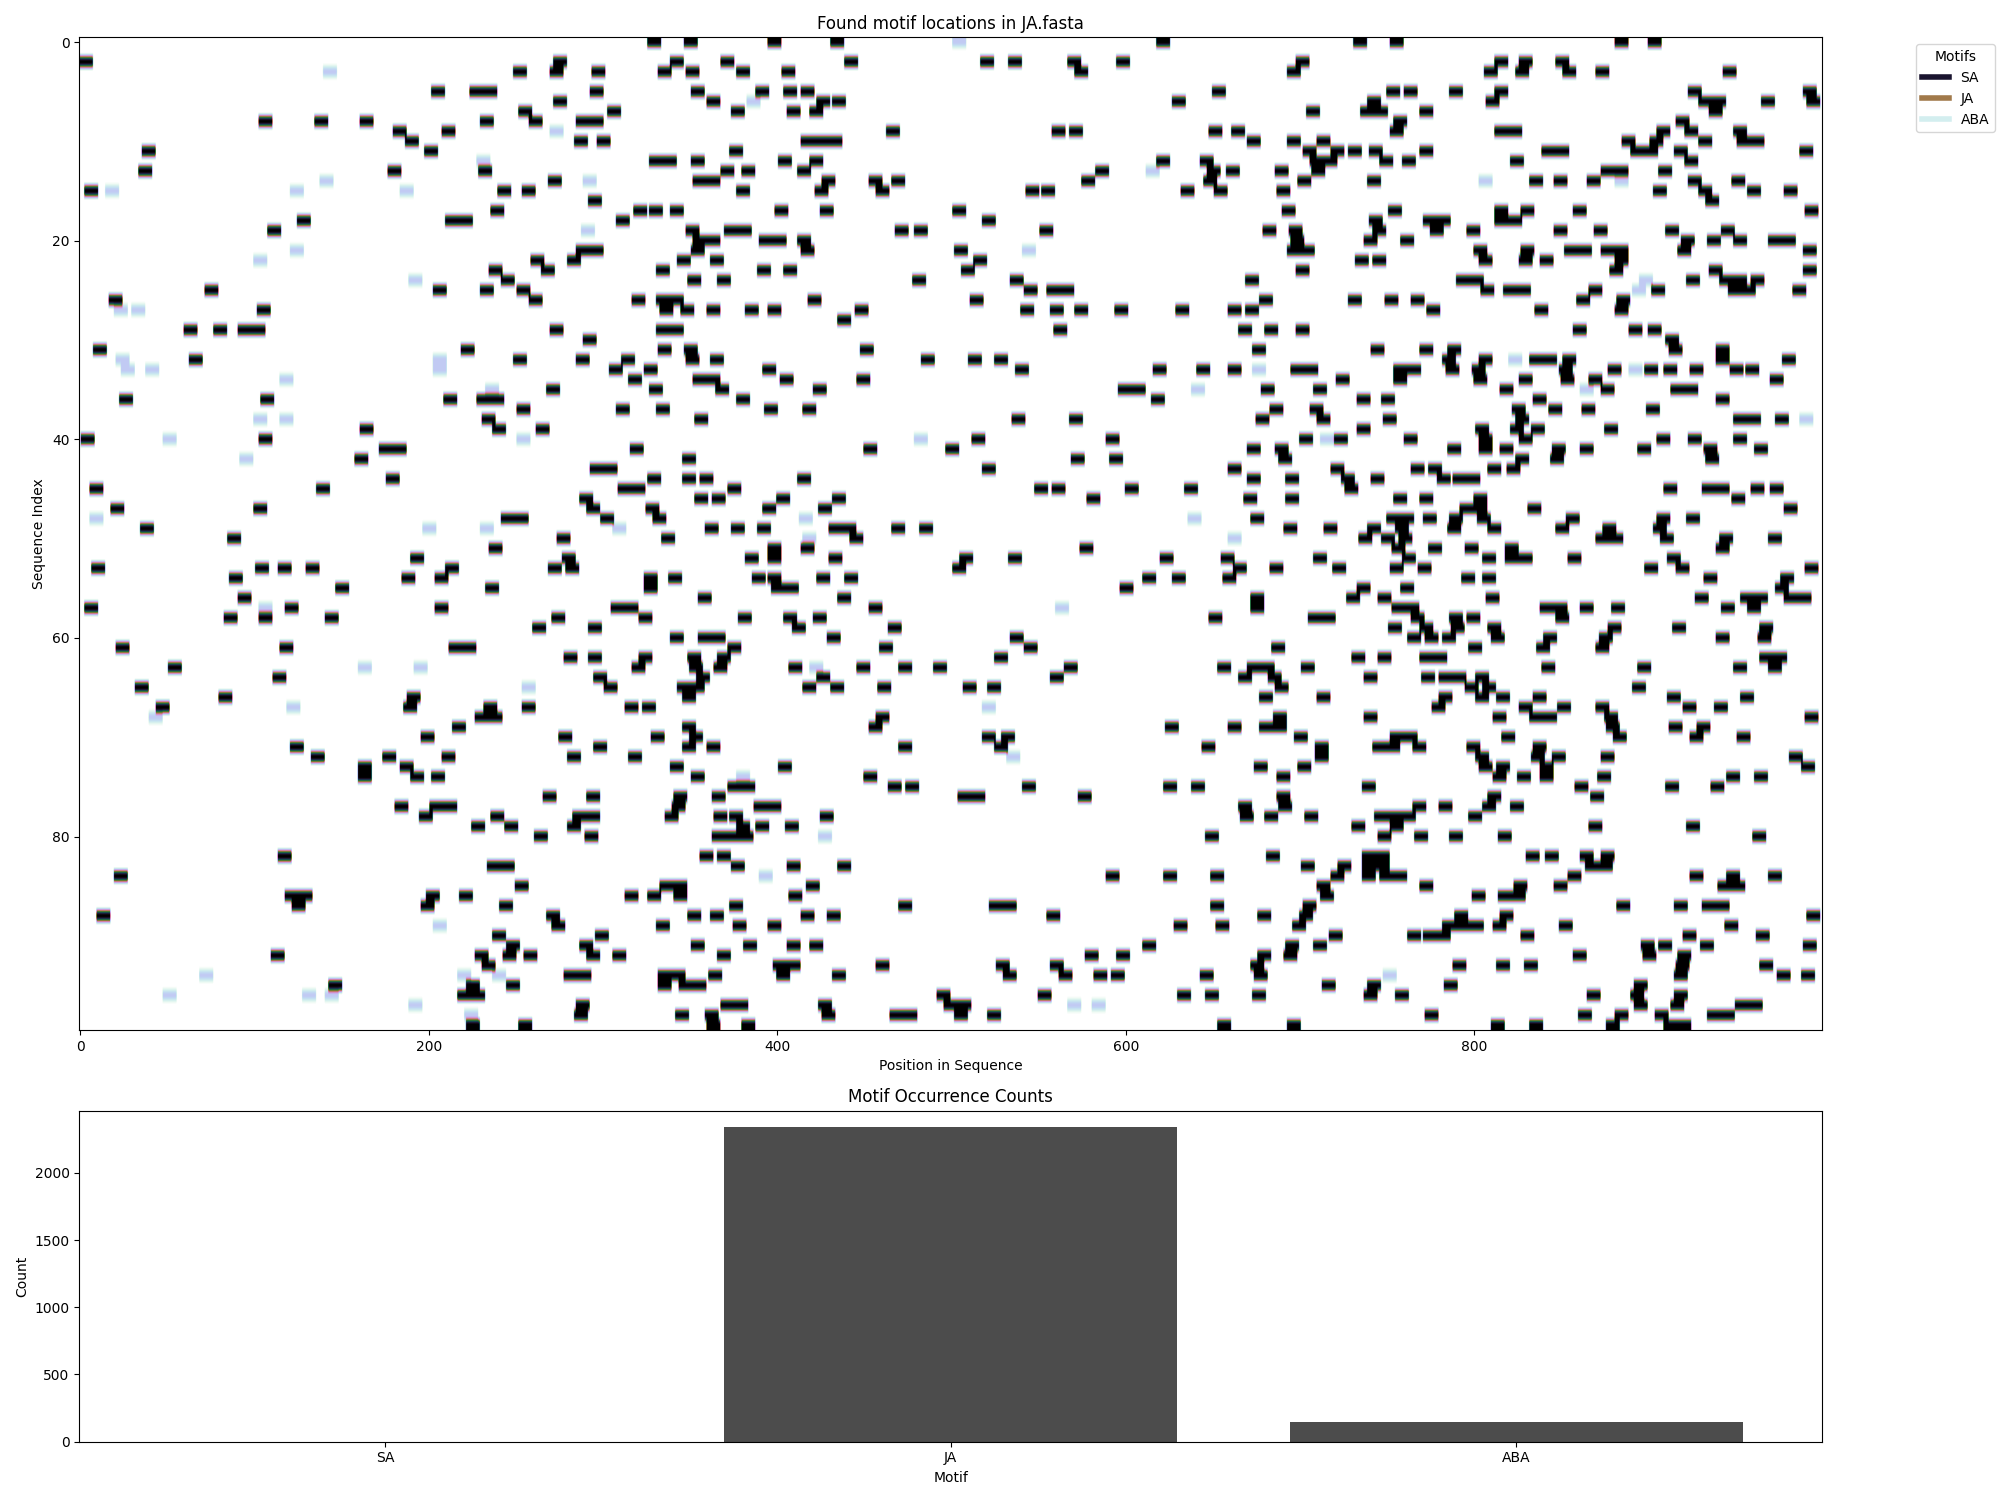 Found motif locations in JA.fasta
Motifs
SA
JA
ABA
0
20
40
60
80
Sequence Index
0
200
400
600
800
Position in Sequence
Motif Occurrence Counts
2000
1500
1000
500
0
Count
SA
JA
ABA
Motif